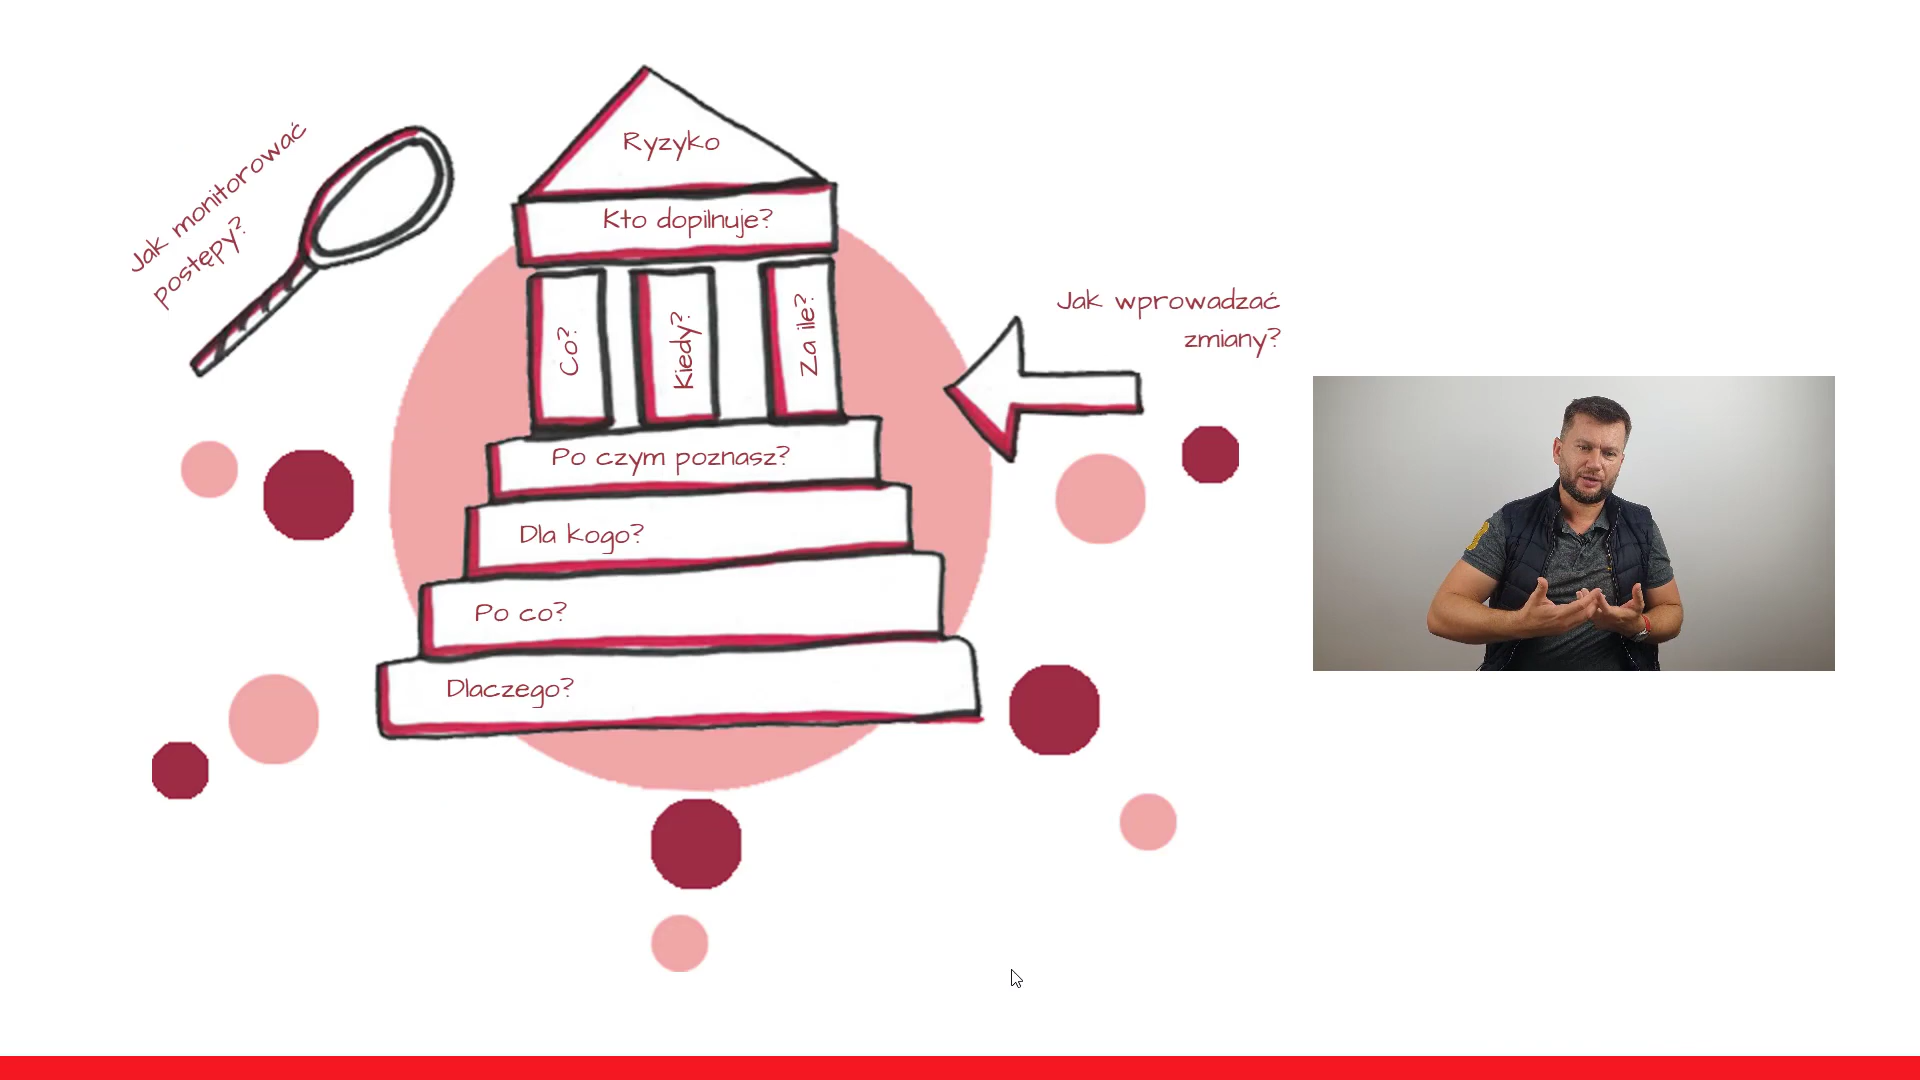 Jak monitorować
postępy?
Ryzyko
Kto dopilnuje?
Co?
Kiedy?
Za ile?
Jak wprowadzać
zmiany?
Po czym poznasz?
Dla kogo?
Po co?
Dlaczego?